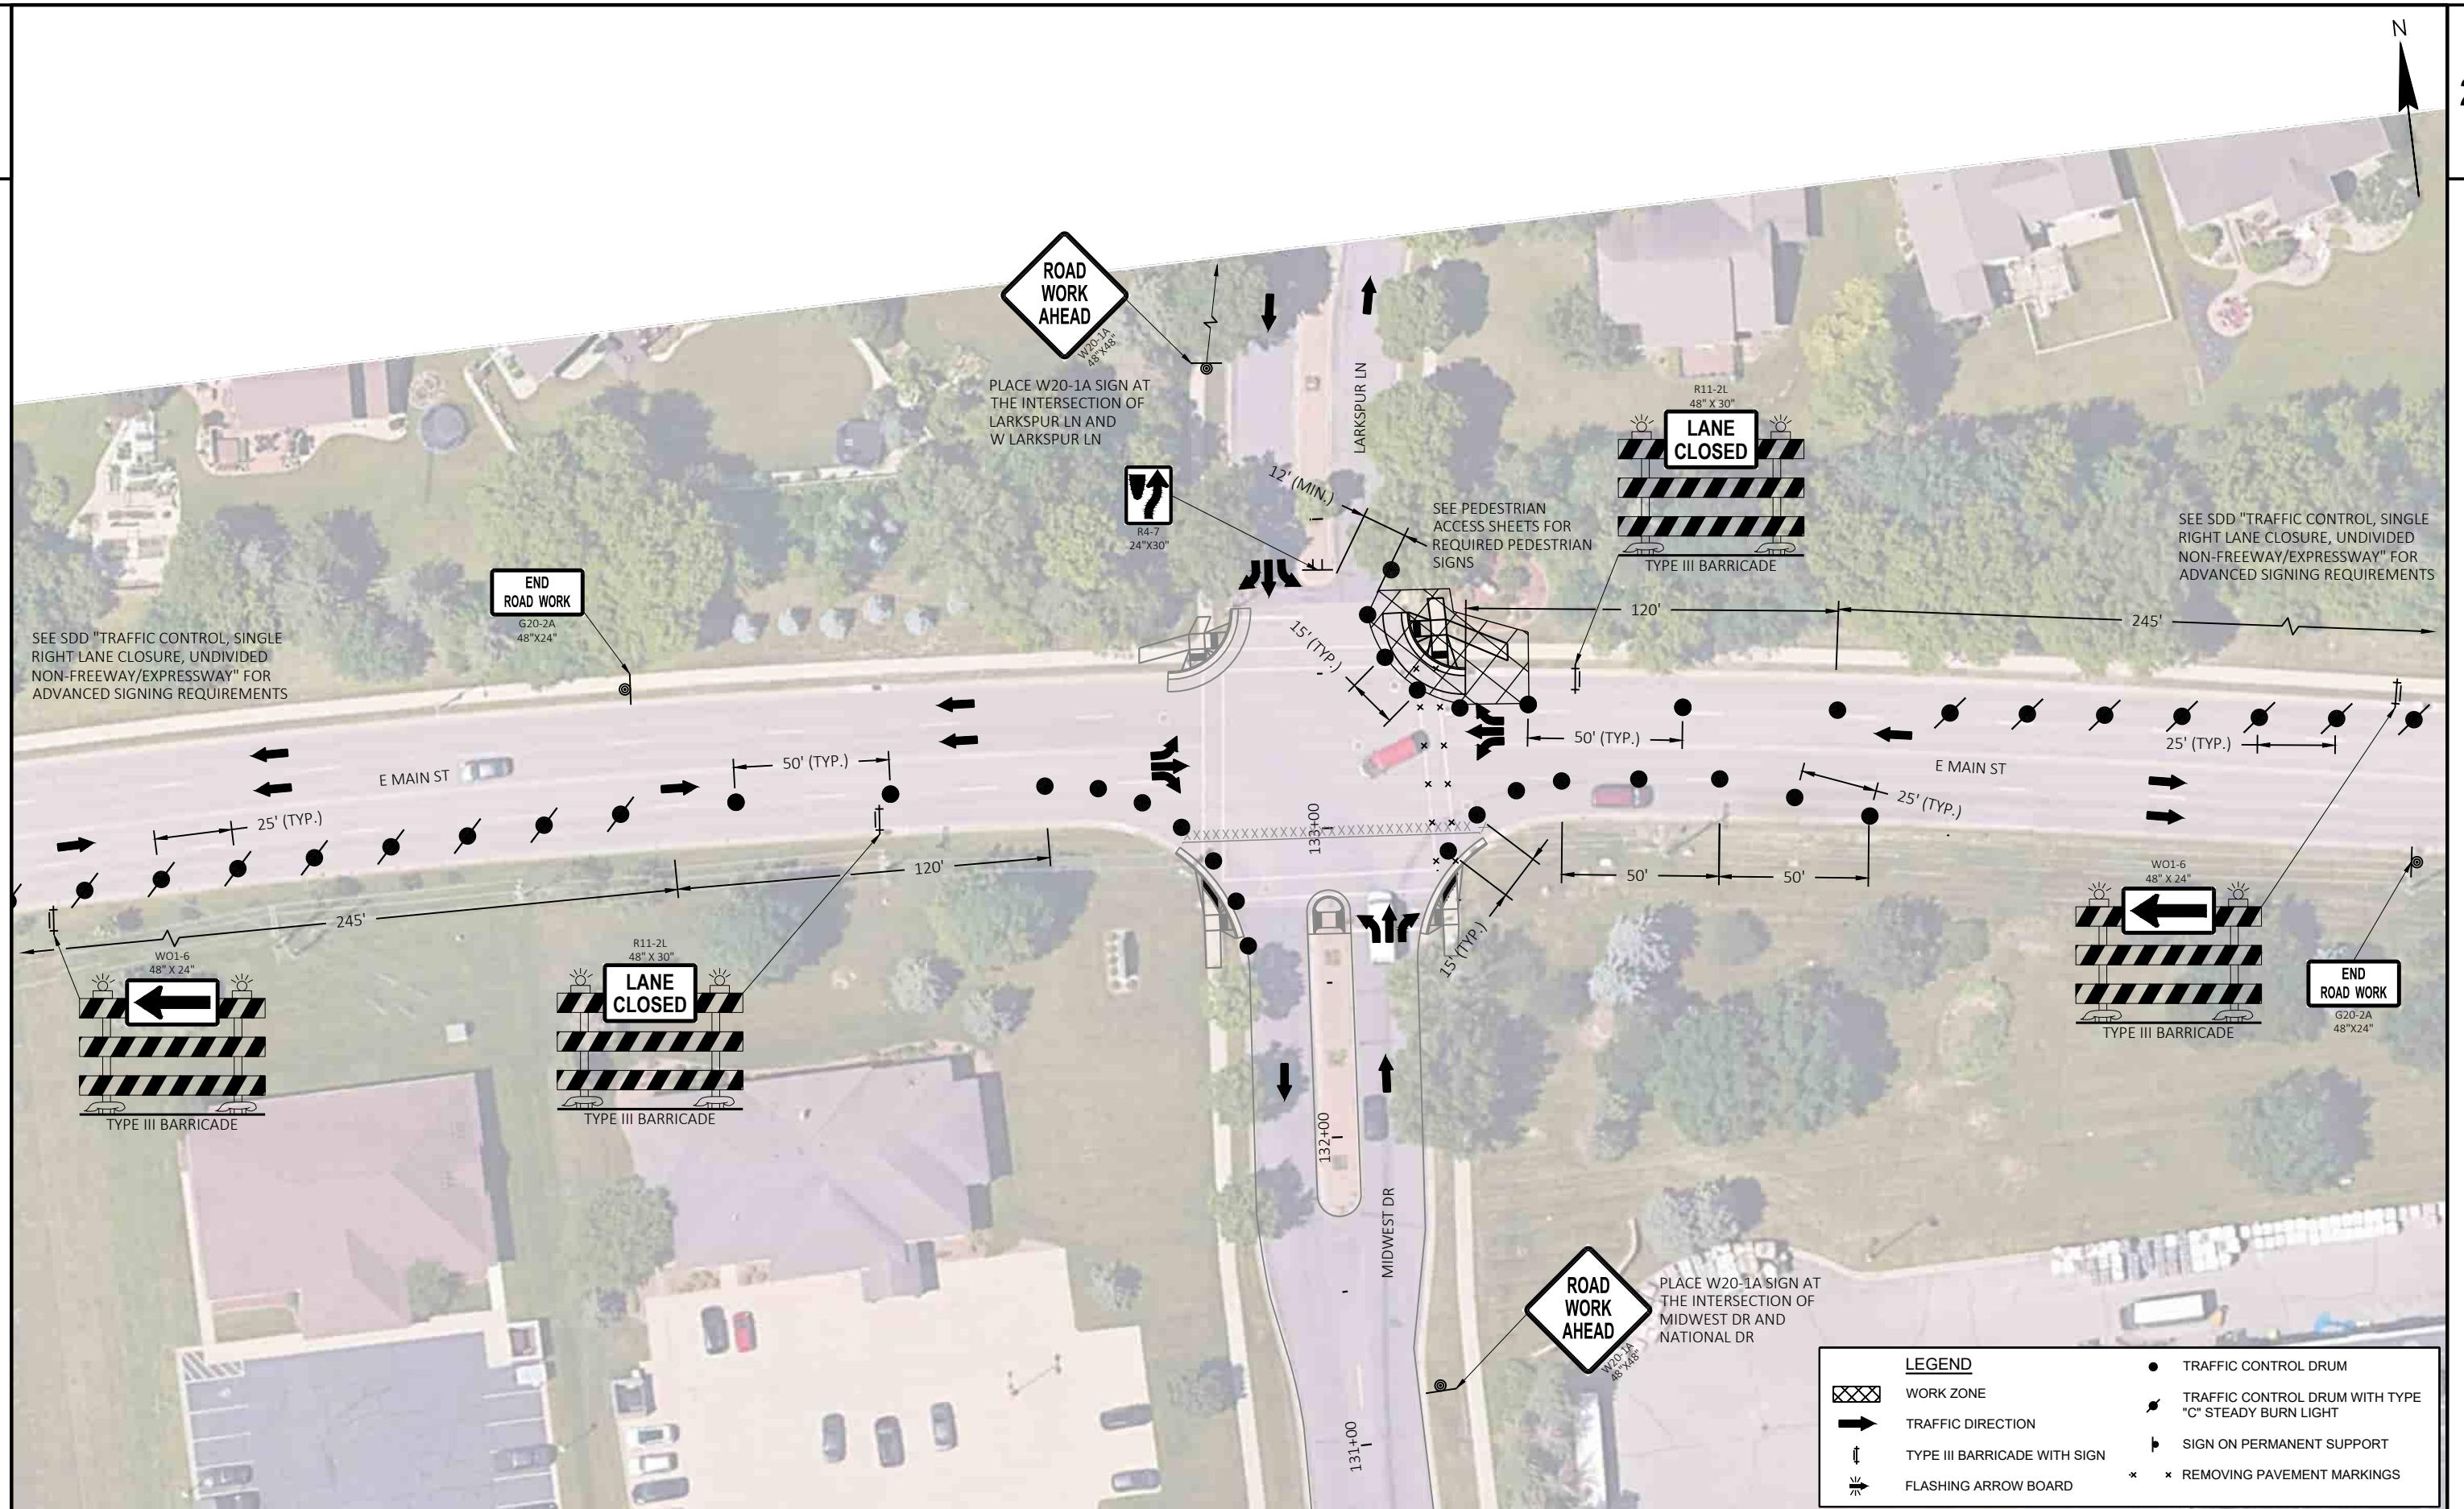 N
ROAD
WORK
AHEAD
W20-1A
48"X48"
PLACE W20-1A SIGN AT
THE INTERSECTION OF
LARKSPUR LN AND
W LARKSPUR LN
LARKSPUR LN
R4-7
24"X30"
12' (MIN.)
SEE PEDESTRIAN
ACCESS SHEETS FOR
REQUIRED PEDESTRIAN
SIGNS
R11-2L
48" X 30"
LANE
CLOSED
TYPE III BARRICADE
SEE SDD "TRAFFIC CONTROL, SINGLE
RIGHT LANE CLOSURE, UNDIVIDED
NON-FREEWAY/EXPRESSWAY" FOR
ADVANCED SIGNING REQUIREMENTS
END
ROAD WORK
G20-2A
48"X24"
SEE SDD "TRAFFIC CONTROL, SINGLE
RIGHT LANE CLOSURE, UNDIVIDED
NON-FREEWAY/EXPRESSWAY" FOR
ADVANCED SIGNING REQUIREMENTS
120'
245'
15' (TYP.)
50' (TYP.)
25' (TYP.)
E MAIN ST
50' (TYP.)
E MAIN ST
25' (TYP.)
25' (TYP.)
133+00
120'
245'
50'
50'
15' (TYP.)
WO1-6
48" X 24"
TYPE III BARRICADE
R11-2L
48" X 30"
LANE
CLOSED
TYPE III BARRICADE
WO1-6
48" X 24"
TYPE III BARRICADE
END
ROAD WORK
G20-2A
48"X24"
132+00
MIDWEST DR
ROAD
WORK
AHEAD
W20-1A
48"X48"
PLACE W20-1A SIGN AT
THE INTERSECTION OF
MIDWEST DR AND
NATIONAL DR
131+00
LEGEND
WORK ZONE
TRAFFIC DIRECTION
TYPE III BARRICADE WITH SIGN
FLASHING ARROW BOARD
TRAFFIC CONTROL DRUM
TRAFFIC CONTROL DRUM WITH TYPE
"C" STEADY BURN LIGHT
SIGN ON PERMANENT SUPPORT
REMOVING PAVEMENT MARKINGS